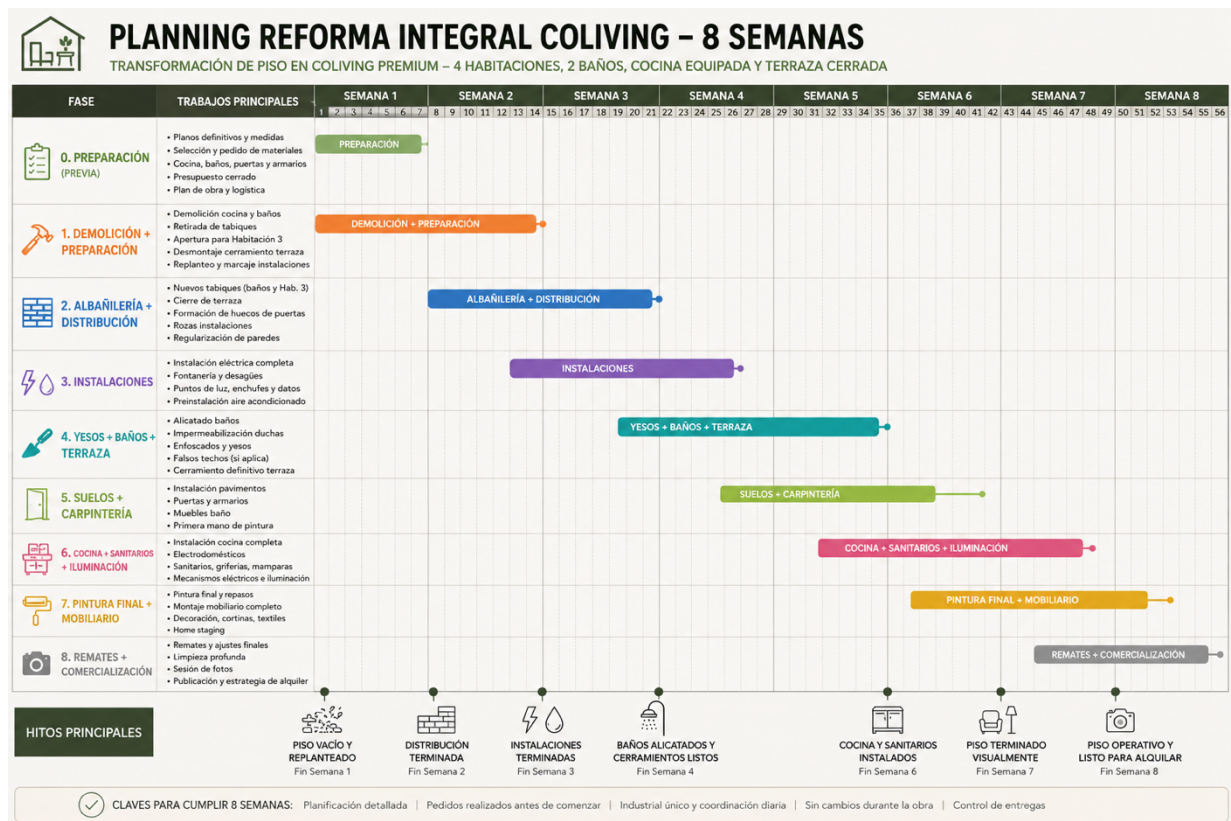 PLANNING REFORMA INTEGRAL COLIVING – 8 SEMANAS
TRANSFORMACIÓN DE PISO EN COLIVING PREMIUM – 4 HABITACIONES, 2 BAÑOS, COCINA EQUIPADA Y TERRAZA CERRADA
FASE
TRABAJOS PRINCIPALES
SEMANA 1
SEMANA 2
SEMANA 3
SEMANA 4
SEMANA 5
SEMANA 6
SEMANA 7
SEMANA 8
1 2 3 4 5 6 7 8 9 10 11 12 13 14 15 16 17 18 19 20 21 22 23 24 25 26 27 28 29 30 31 32 33 34 35 36 37 38 39 40 41 42 43 44 45 46 47 48 49 50 51 52 53 54 55 56
0. PREPARACIÓN
(PREVIA)
• Planos definitivos y medidas
• Selección y pedido de materiales
• Cocina, baños, puertas y armarios
• Presupuesto cerrado
• Plan de obra y logística
PREPARACIÓN
1. DEMOLICIÓN +
PREPARACIÓN
• Demolición cocina y baños
• Retirada de tabiques
• Apertura para Habitación 3
• Desmontaje cerramiento terraza
• Replanteo y marcaje instalaciones
DEMOLICIÓN + PREPARACIÓN
2. ALBAÑILERÍA +
DISTRIBUCIÓN
• Nuevos tabiques (baños y Hab. 3)
• Cierre de terraza
• Formación de huecos de puertas
• Rozas instalaciones
• Regularización de paredes
ALBAÑILERÍA + DISTRIBUCIÓN
3. INSTALACIONES
• Instalación eléctrica completa
• Fontanería y desagües
• Puntos de luz, enchufes y datos
• Preinstalación aire acondicionado
INSTALACIONES
4. YESOS + BAÑOS +
TERRAZA
• Alicatado baños
• Impermeabilización duchas
• Enfoscados y yesos
• Falsos techos (si aplica)
• Cerramiento definitivo terraza
YESOS + BAÑOS + TERRAZA
5. SUELOS +
CARPINTERÍA
• Instalación pavimentos
• Puertas y armarios
• Muebles baño
• Primera mano de pintura
SUELOS + CARPINTERÍA
6. COCINA + SANITARIOS
+ ILUMINACIÓN
• Instalación cocina completa
• Electrodomésticos
• Sanitarios, griferías, mamparas
• Mecanismos eléctricos e iluminación
COCINA + SANITARIOS + ILUMINACIÓN
7. PINTURA FINAL +
MOBILIARIO
• Pintura final y repasos
• Montaje mobiliario completo
• Decoración, cortinas, textiles
• Home staging
PINTURA FINAL + MOBILIARIO
8. REMATES +
COMERCIALIZACIÓN
• Remates y ajustes finales
• Limpieza profunda
• Sesión de fotos
• Publicación y estrategia de alquiler
REMATES + COMERCIALIZACIÓN
HITOS PRINCIPALES
PISO VACÍO Y
REPLANTEADO
Fin Semana 1
DISTRIBUCIÓN
TERMINADA
Fin Semana 2
INSTALACIONES
TERMINADAS
Fin Semana 3
BAÑOS ALICATADOS Y
CERRAMIENTOS LISTOS
Fin Semana 4
COCINA Y SANITARIOS
INSTALADOS
Fin Semana 6
PISO TERMINADO
VISUALMENTE
Fin Semana 7
PISO OPERATIVO Y
LISTO PARA ALQUILAR
Fin Semana 8
CLAVES PARA CUMPLIR 8 SEMANAS: Planificación detallada | Pedidos realizados antes de comenzar | Industrial único y coordinación diaria | Sin cambios durante la obra | Control de entregas